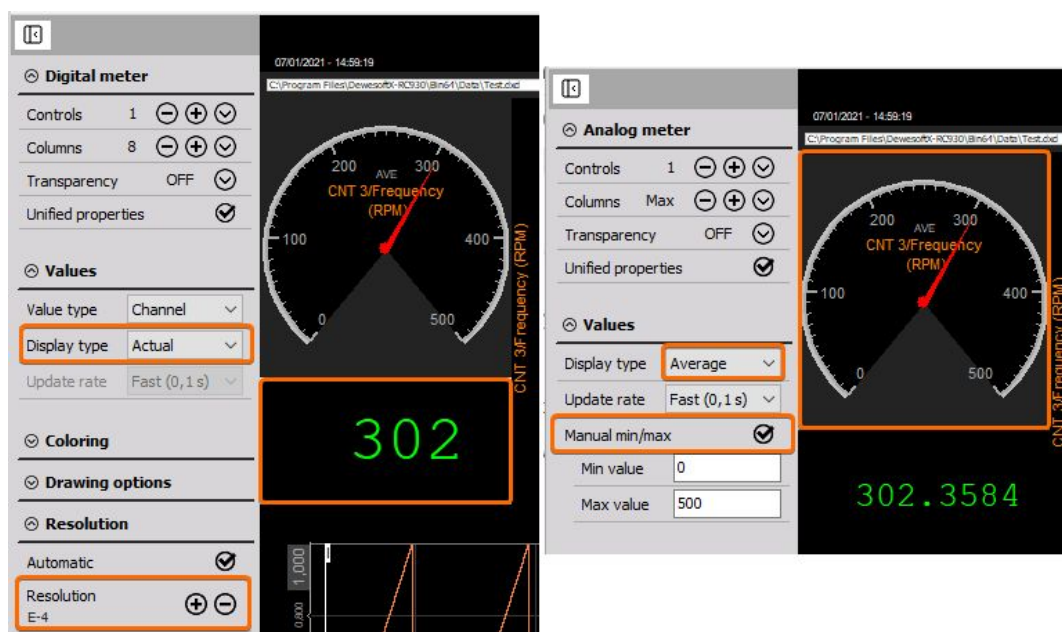 Digital meter
Controls 1
Columns 8
Transparency OFF
Unified properties
Values
Value type Channel
Display type Actual
Update rate Fast (0,1 s)
Coloring
Drawing options
Resolution
Automatic
Resolution
E-4
07/01/2021 - 14:59:19
C:\Program Files\DewesoftX-RC930\Bin64\Data\Test.dxd
200 AVE 300
CNT 3/Frequency
(RPM)
100 400
0 500
CNT 3/Frequency (RPM)
302
1,000
0,800
Analog meter
Controls 1
Columns Max
Transparency OFF
Unified properties
Values
Display type Average
Update rate Fast (0,1 s)
Manual min/max
Min value 0
Max value 500
07/01/2021 - 14:59:19
C:\Program Files\DewesoftX-RC930\Bin64\Data\Test.dxd
200 AVE 300
CNT 3/Frequency
(RPM)
100 400
0 500
CNT 3/Frequency (RPM)
302.3584